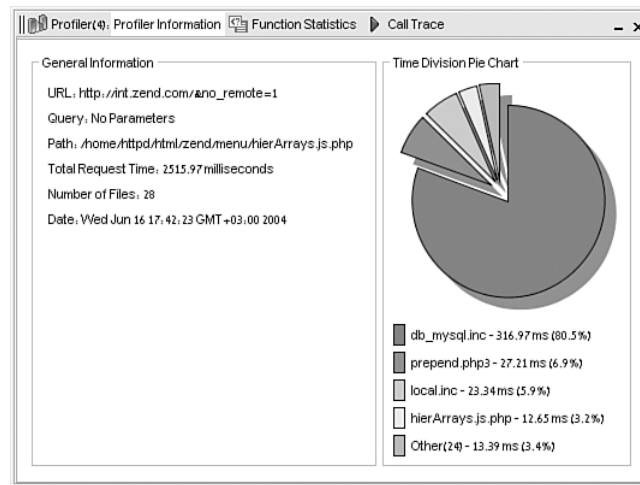 Profiler(4): Profiler Information Function Statistics Call Trace
General Information
URL: http://int.zend.com/&no_remote=1
Query: No Parameters
Path: /home/httpd/html/zend/menu/hierArrays.js.php
Total Request Time: 2515.97 milliseconds
Number of Files: 28
Date: Wed Jun 16 17:42:23 GMT+03:00 2004
Time Division Pie Chart
db_mysql.inc - 316.97 ms (80.5%)
prepend.php3 - 27.21 ms (6.9%)
local.inc - 23.34 ms (5.9%)
hierArrays.js.php - 12.65 ms (3.2%)
Other(24) - 13.39 ms (3.4%)